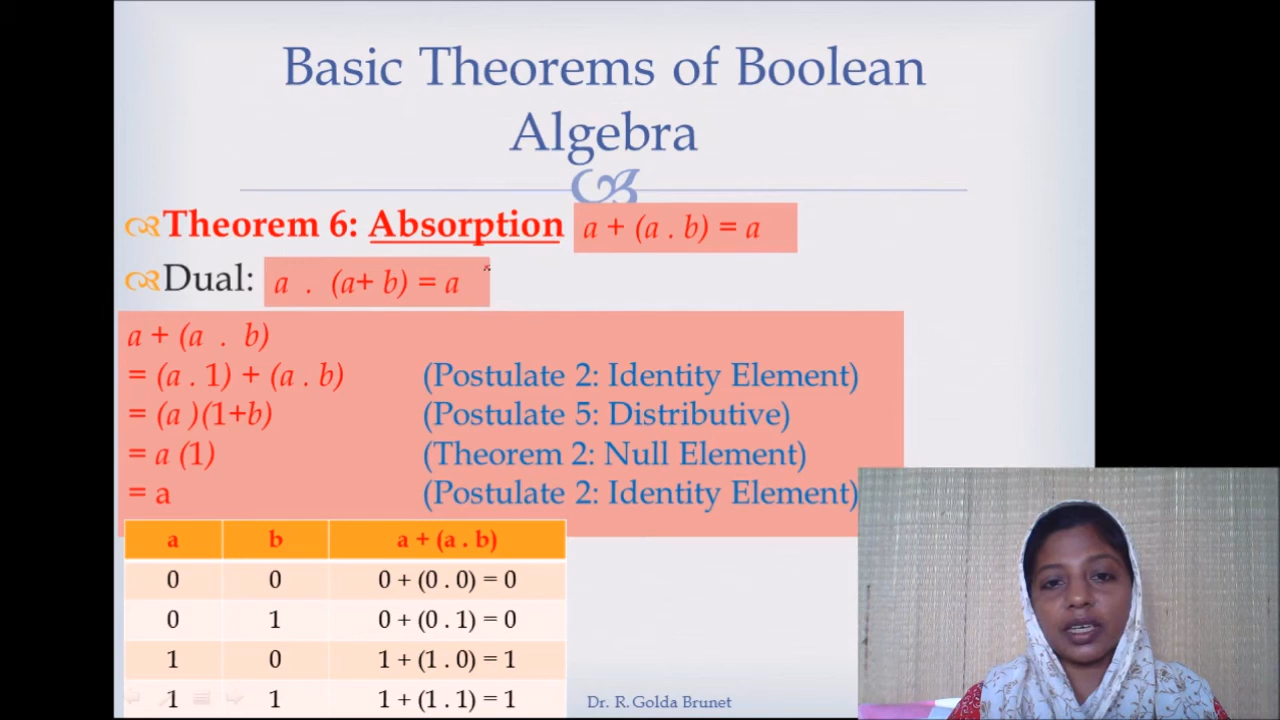 Basic Theorems of Boolean
Algebra
Theorem 6: Absorption a + (a . b) = a
Dual: a . (a+ b) = a
a + (a . b)
= (a . 1) + (a . b) (Postulate 2: Identity Element)
= (a )(1+b) (Postulate 5: Distributive)
= a (1) (Theorem 2: Null Element)
= a (Postulate 2: Identity Element)
a b a + (a . b)
0 0 0 + (0 . 0) = 0
0 1 0 + (0 . 1) = 0
1 0 1 + (1 . 0) = 1
1 1 1 + (1 . 1) = 1
Dr. R. Golda Brunet